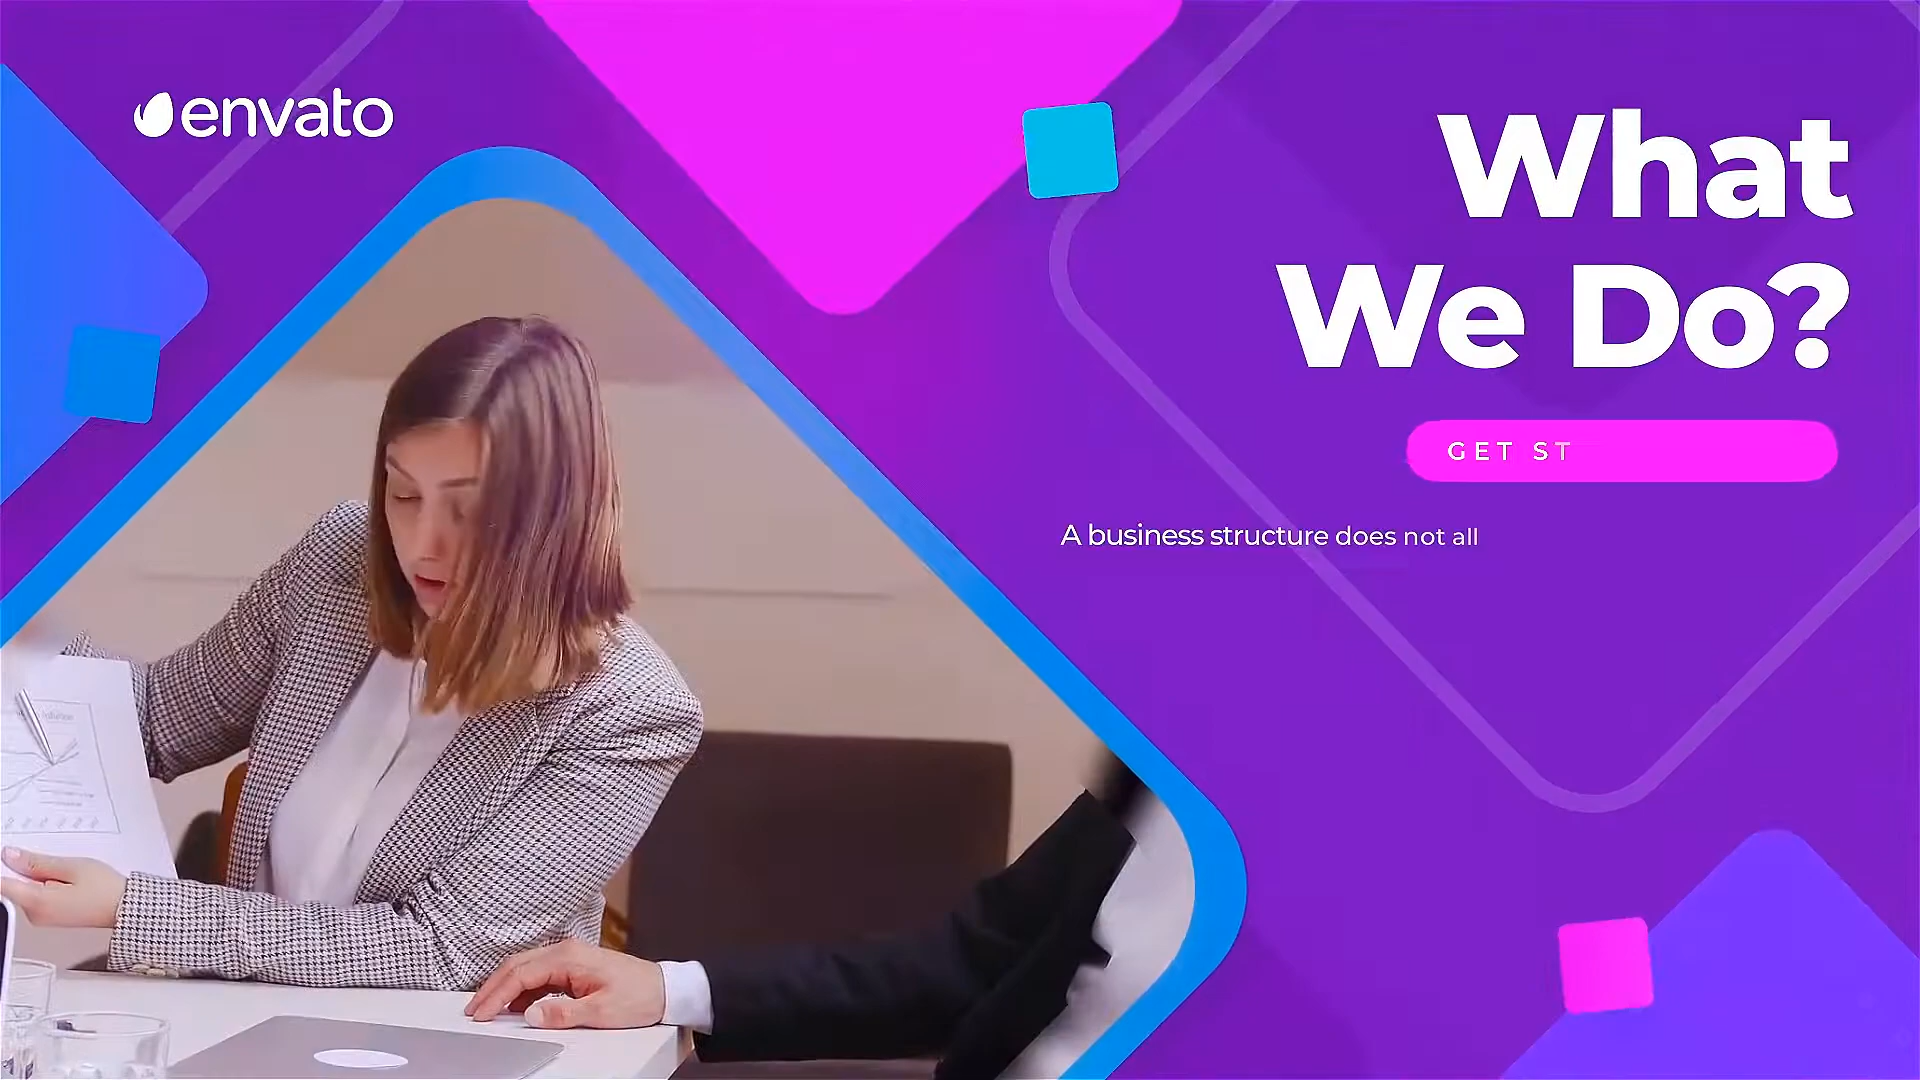 envato
What
We Do?
GET ST
A business structure does not all